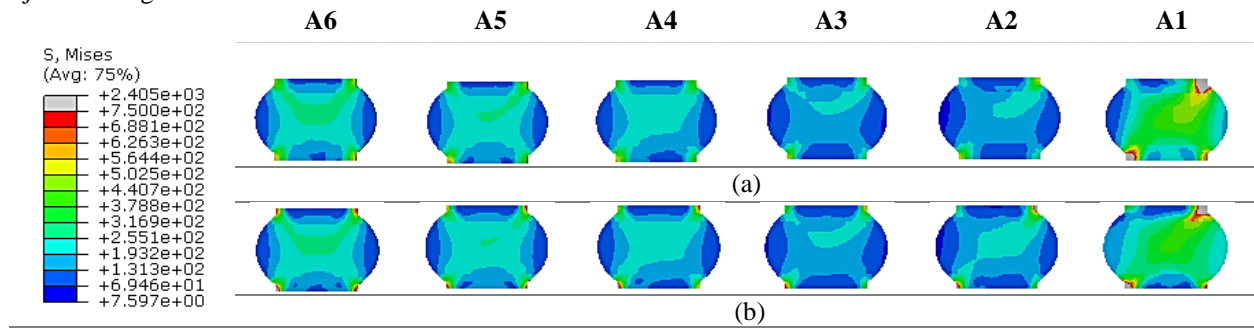 A6 A5 A4 A3 A2 A1
S, Mises
(Avg: 75%)
+2.405e+03
+7.500e+02
+6.881e+02
+6.263e+02
+5.644e+02
+5.025e+02
+4.407e+02
+3.788e+02
+3.169e+02
+2.551e+02
+1.932e+02
+1.313e+02
+6.946e+01
+7.597e+00
(a)
(b)